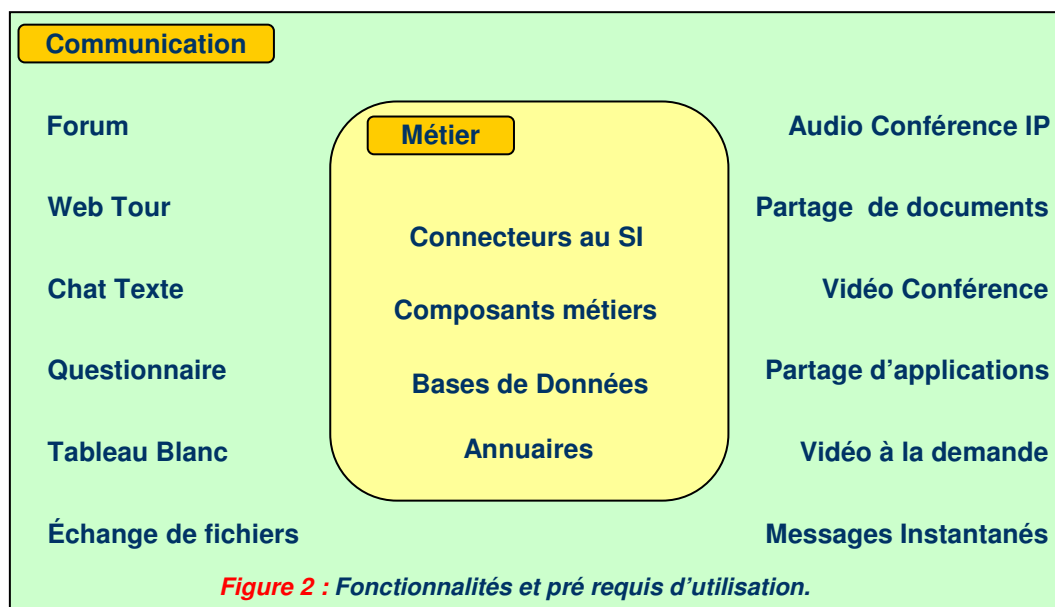 Communication
Forum
Web Tour
Chat Texte
Questionnaire
Tableau Blanc
Échange de fichiers
Métier
Connecteurs au SI
Composants métiers
Bases de Données
Annuaires
Audio Conférence IP
Partage de documents
Vidéo Conférence
Partage d'applications
Vidéo à la demande
Messages Instantanés
Figure 2 : Fonctionnalités et pré requis d'utilisation.